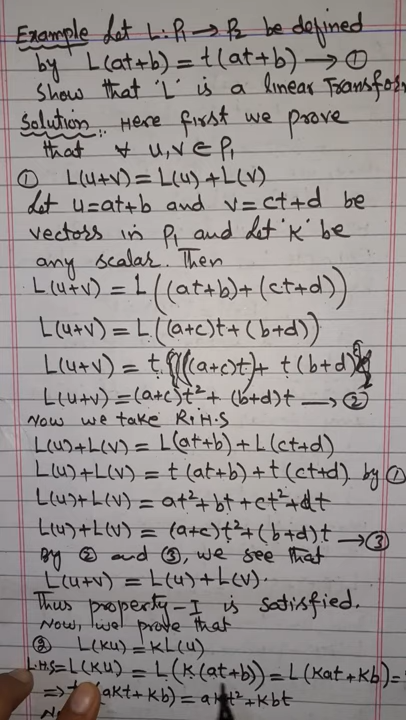 Example Let L: P₁ → P₂ be defined
by L(at+b) = t(at+b) → ①
Show that 'L' is a linear Transfor
Solution:. Here first we prove
that ∀ u,v ∈ P₁
① L(u+v) = L(u) + L(v)
Let u=at+b and v=ct+d be
vectors in P₁ and let 'K' be
any scalar. Then
L(u+v) = L((at+b)+(ct+d))
L(u+v) = L((a+c)t+(b+d))
L(u+v) = t((a+c)t)+ t(b+d)
L(u+v) = (a+c)t² + (b+d)t → ②
Now we take R.H.S
L(u)+L(v) = L(at+b) + L(ct+d)
L(u)+L(v) = t(at+b)+t(ct+d) by ①
L(u)+L(v) = at²+bt+ct²+dt
L(u)+L(v) = (a+c)t²+(b+d)t → ③
By ② and ③, we see that
L(u+v) = L(u)+L(v).
Thus property-I is satisfied.
Now, we prove that
② L(Ku) = KL(u)
L.H.S = L(Ku) = L(K(at+b)) = L(Kat+Kb) =
⇒ (aKt+Kb) = t²+Kbt